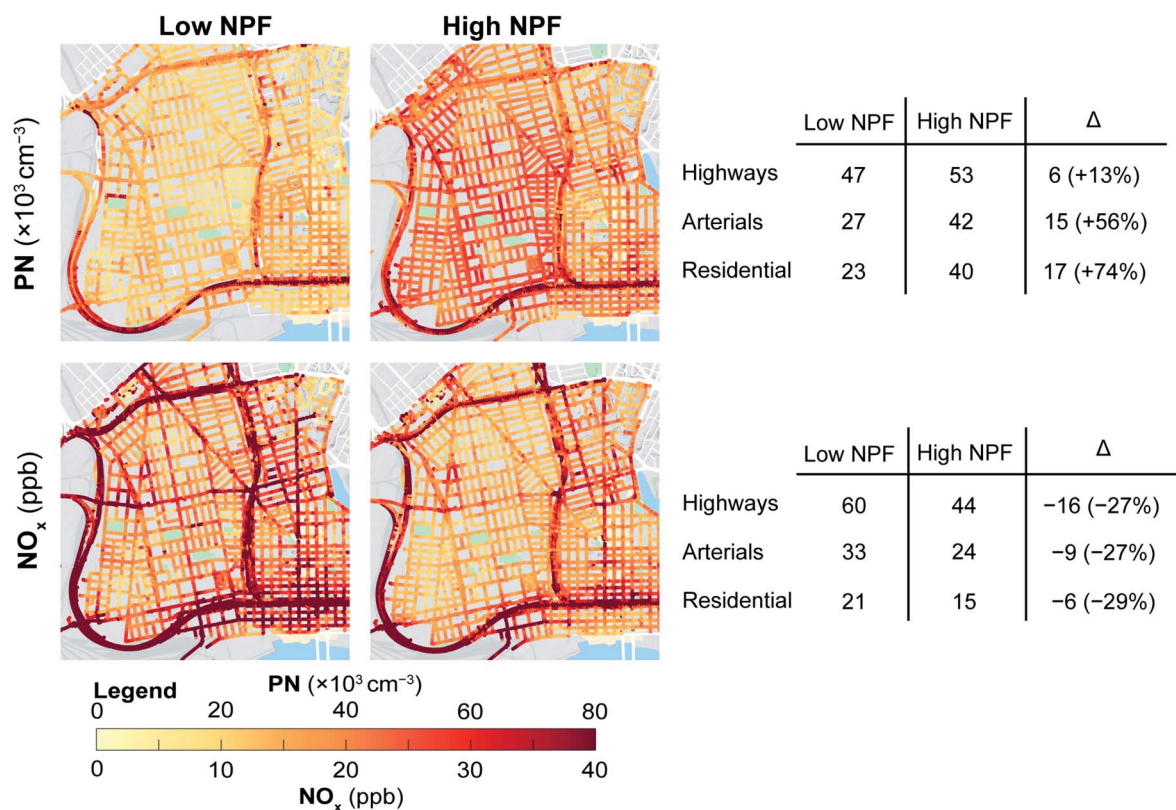 Low NPF High NPF
PN (×10³ cm⁻³)
Low NPF High NPF Δ
Highways 47 53 6 (+13%)
Arterials 27 42 15 (+56%)
Residential 23 40 17 (+74%)
NOₓ (ppb)
Low NPF High NPF Δ
Highways 60 44 −16 (−27%)
Arterials 33 24 −9 (−27%)
Residential 21 15 −6 (−29%)
Legend PN (×10³ cm⁻³)
0 20 40 60 80
0 10 20 30 40
NOₓ (ppb)